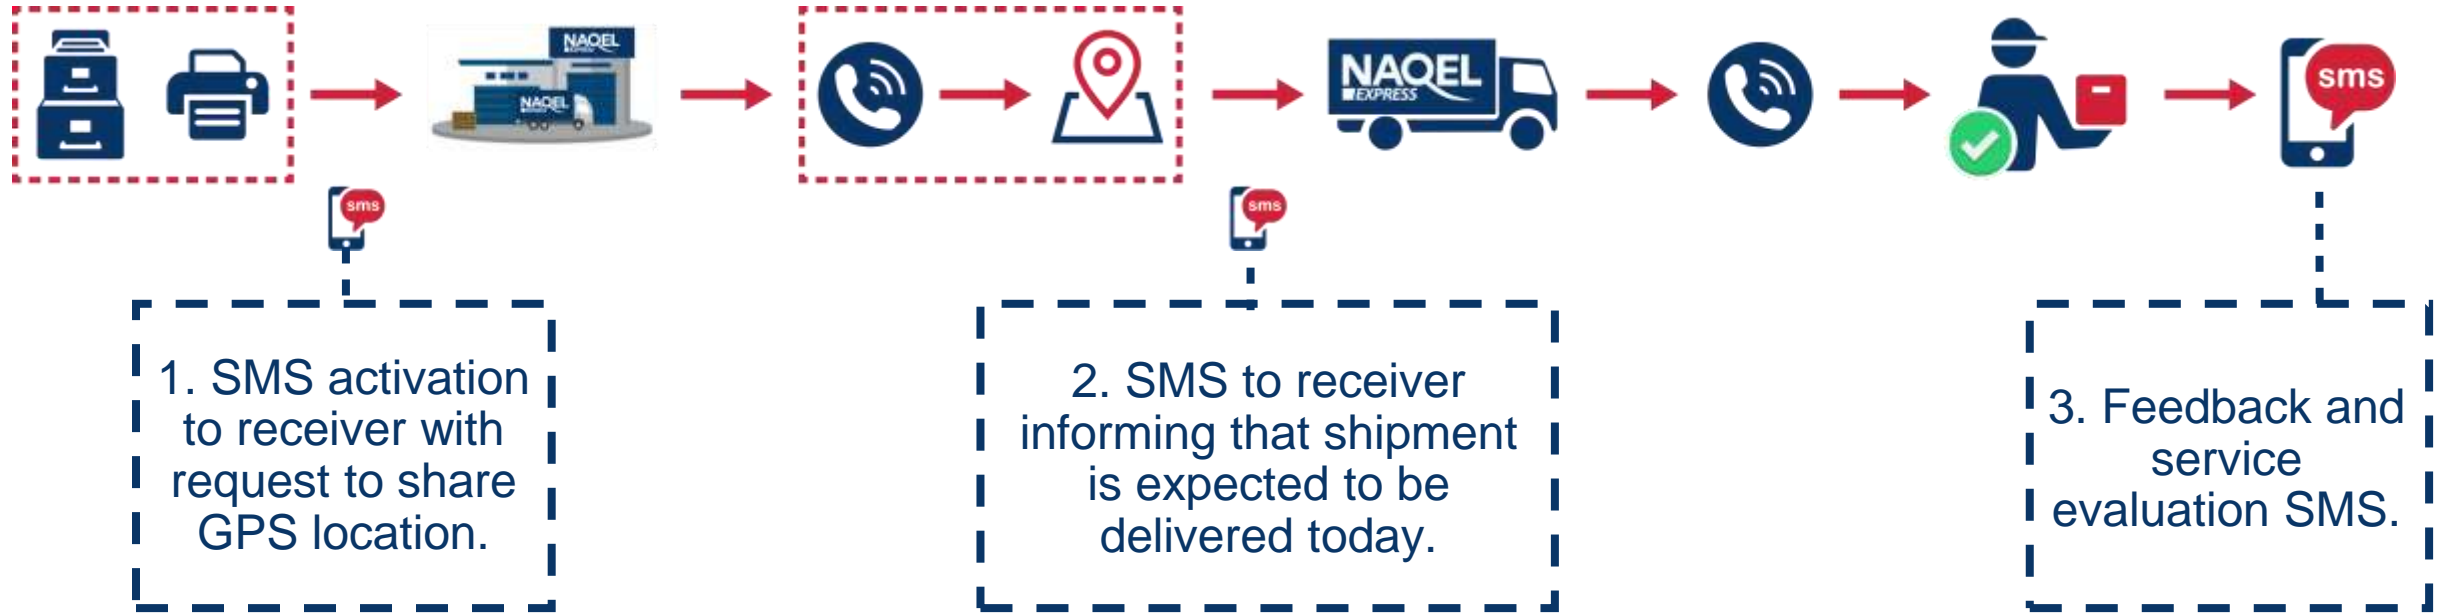 NAQEL
EXPRESS
NAQEL
NAQEL
EXPRESS
sms
sms
sms
1. SMS activation
to receiver with
request to share
GPS location.
2. SMS to receiver
informing that shipment
is expected to be
delivered today.
3. Feedback and
service
evaluation SMS.